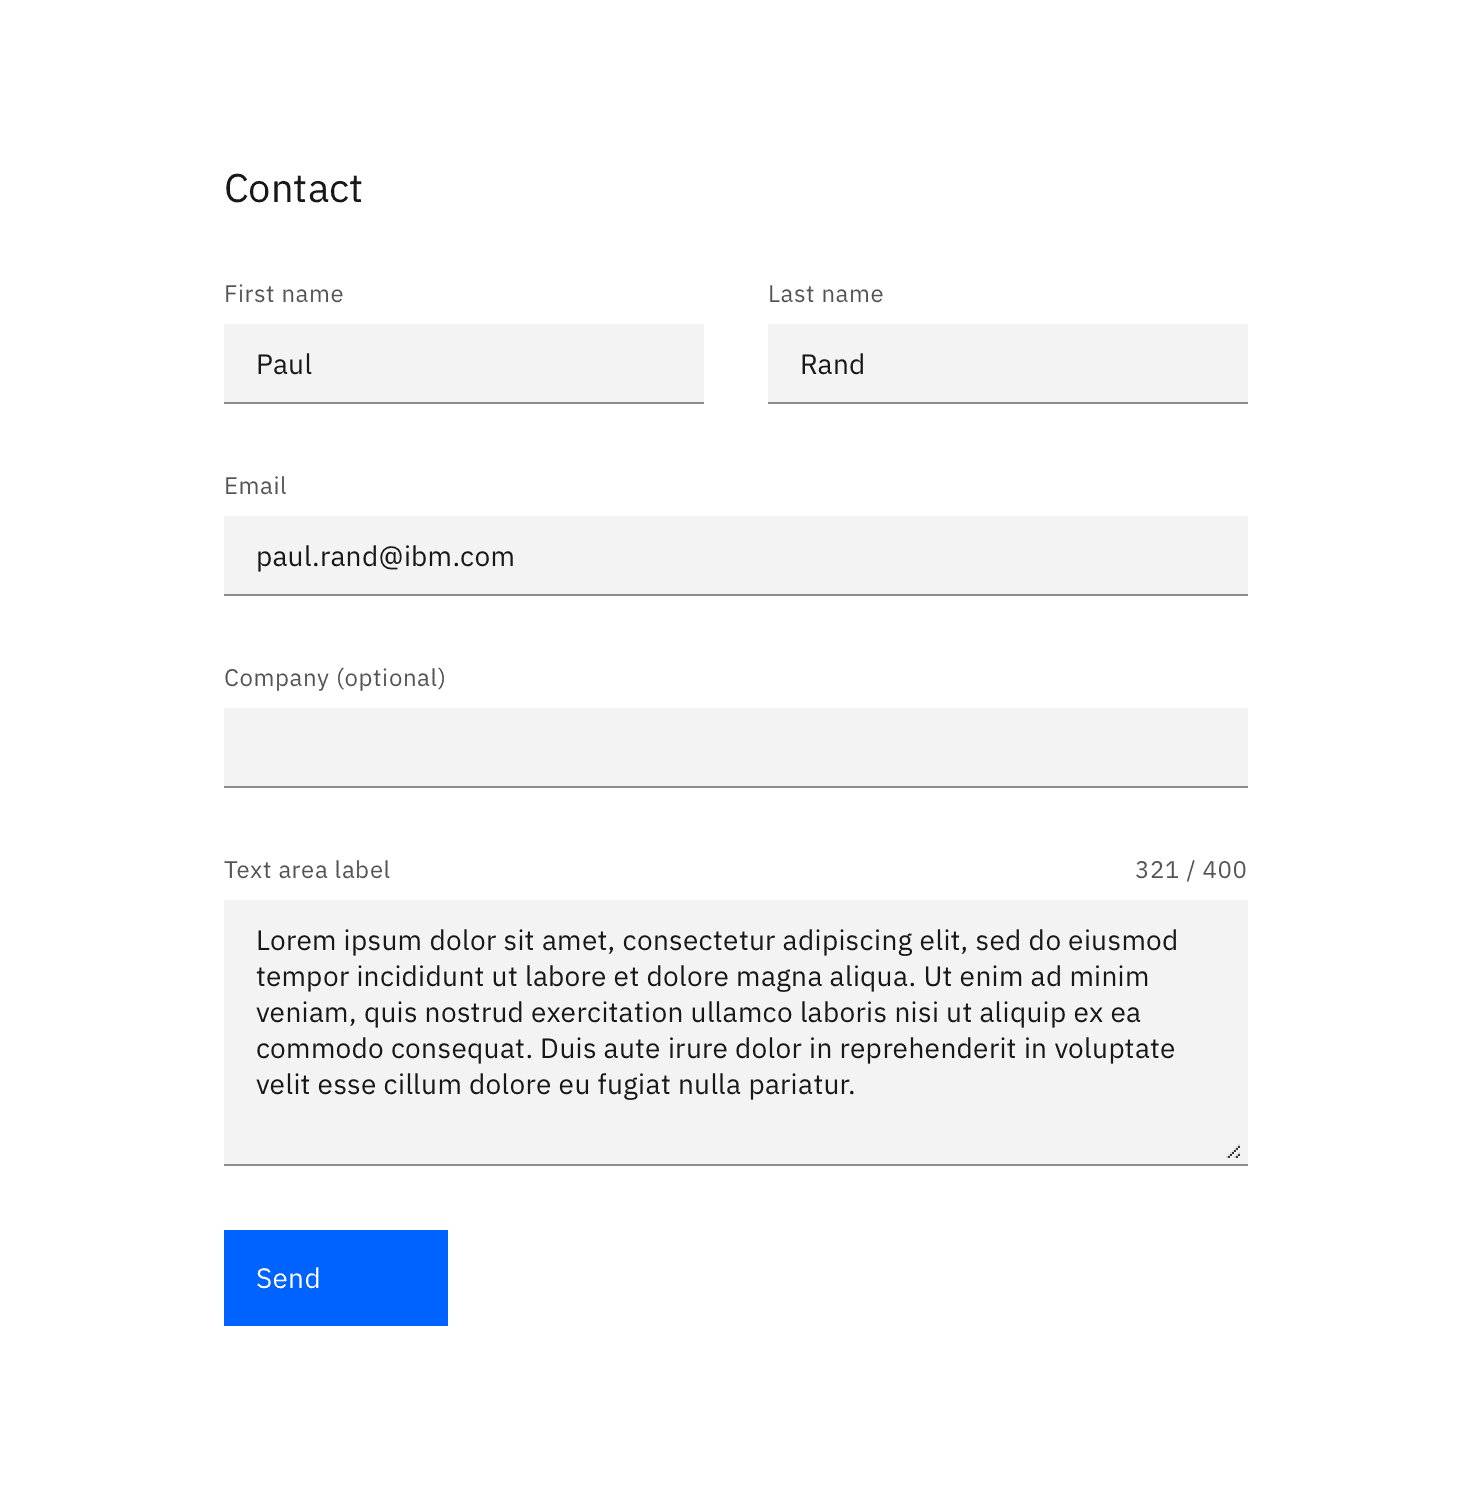 Contact
First name
Last name
Paul
Rand
Email
paul.rand@ibm.com
Company (optional)
Text area label
321 / 400
Lorem ipsum dolor sit amet, consectetur adipiscing elit, sed do eiusmod
tempor incididunt ut labore et dolore magna aliqua. Ut enim ad minim
veniam, quis nostrud exercitation ullamco laboris nisi ut aliquip ex ea
commodo consequat. Duis aute irure dolor in reprehenderit in voluptate
velit esse cillum dolore eu fugiat nulla pariatur.
Send